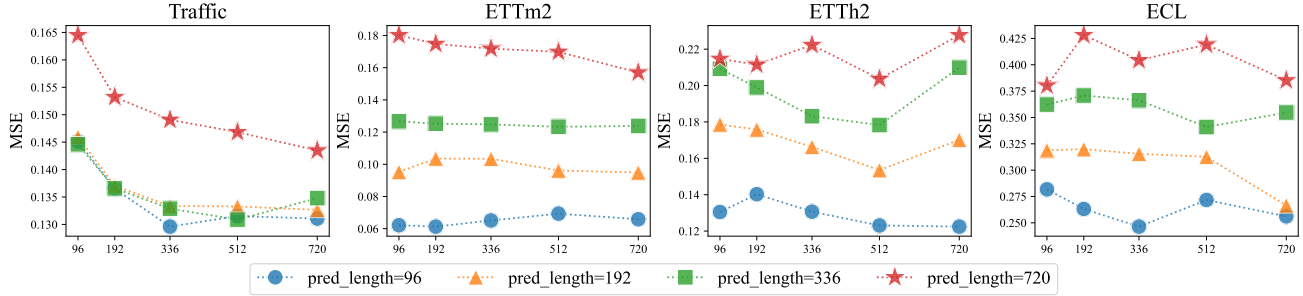 Traffic ETTm2 ETTh2 ECL
MSE
0.165
0.160
0.155
0.150
0.145
0.140
0.135
0.130
96 192 336 512 720
MSE
0.18
0.16
0.14
0.12
0.10
0.08
0.06
96 192 336 512 720
MSE
0.22
0.20
0.18
0.16
0.14
0.12
96 192 336 512 720
MSE
0.425
0.400
0.375
0.350
0.325
0.300
0.275
0.250
96 192 336 512 720
pred_length=96 pred_length=192 pred_length=336 pred_length=720